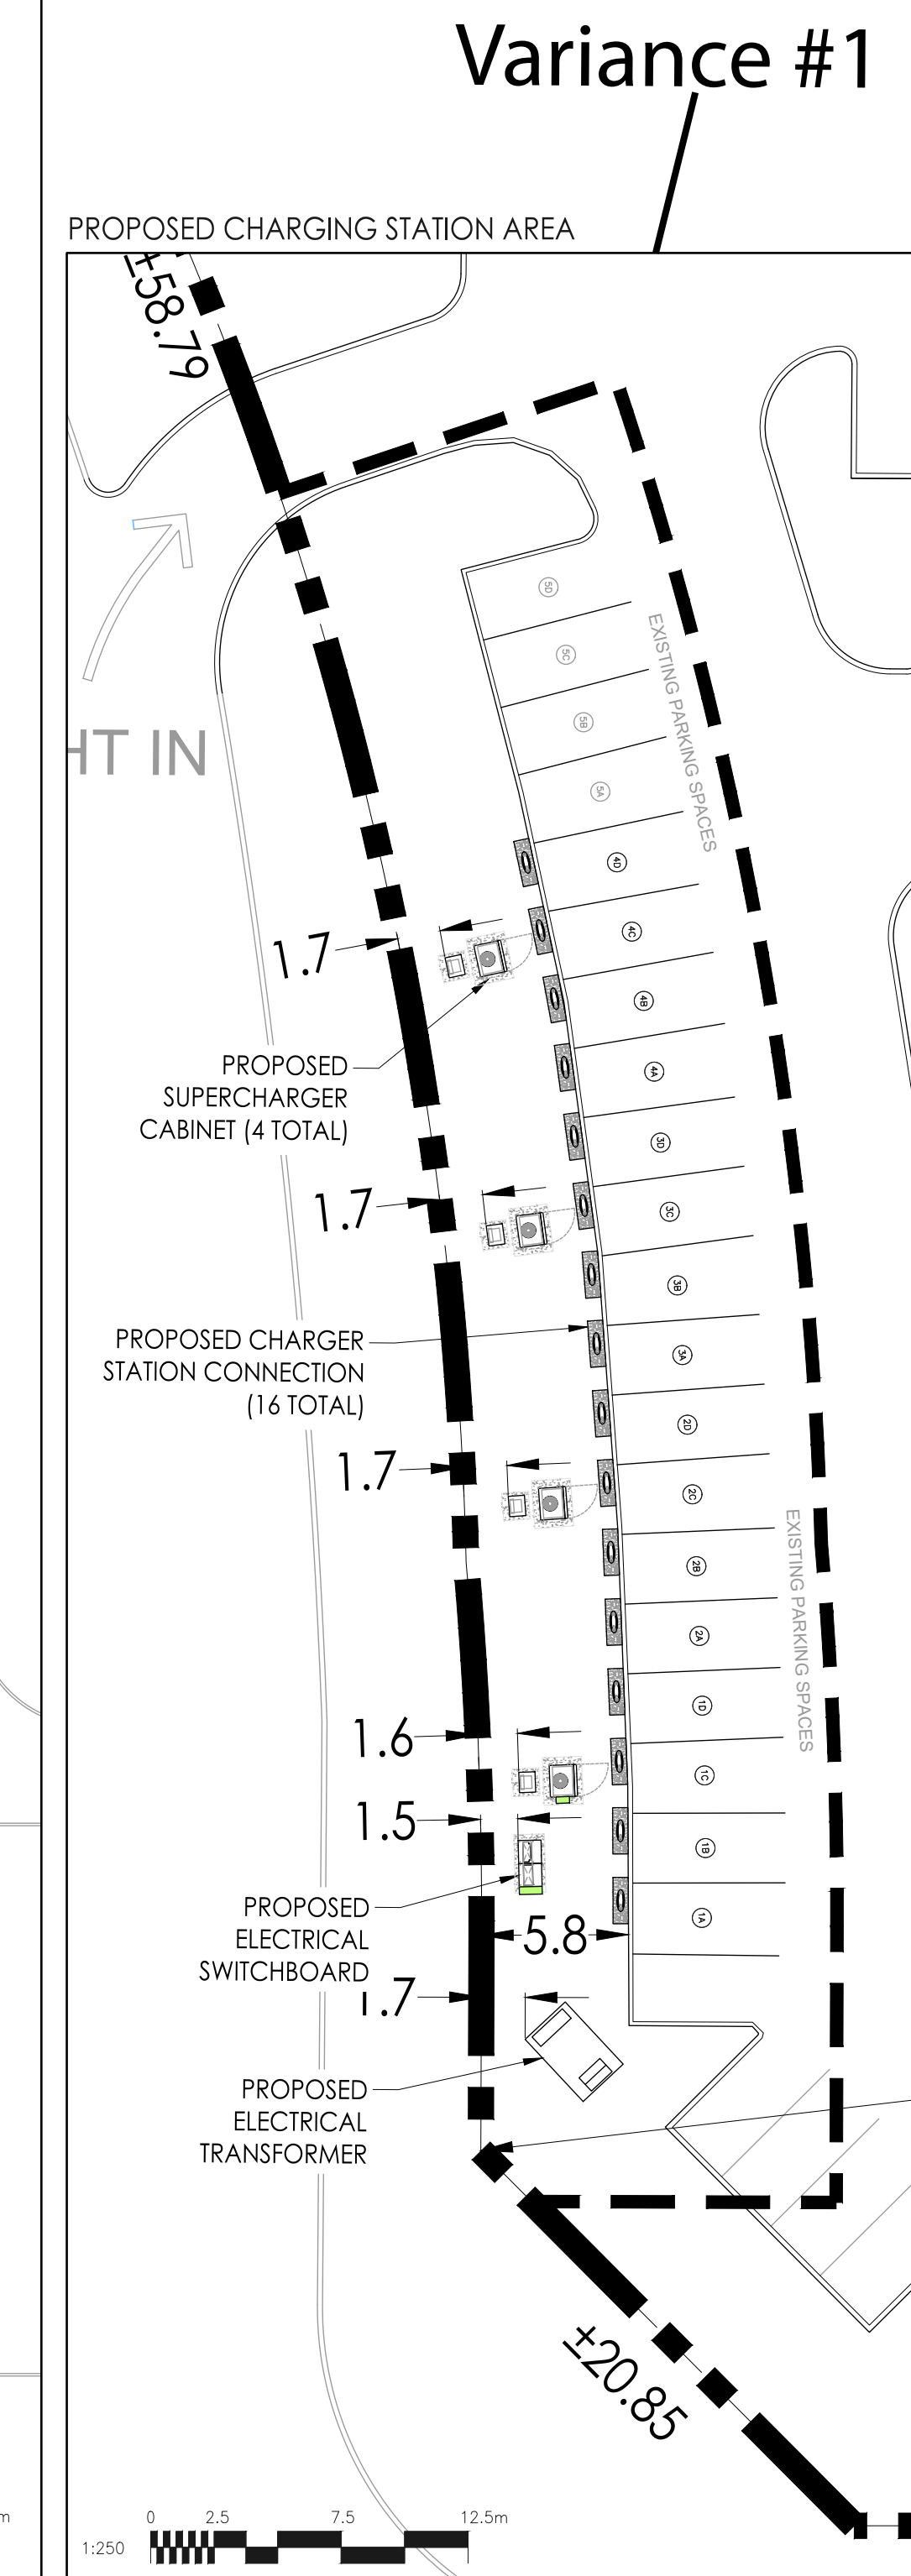 Variance #1
PROPOSED CHARGING STATION AREA
±58.79
HT IN
5D
5C
EXISTING PARKING SPACES
5B
5A
4D
4C
1.7
4B
PROPOSED
SUPERCHARGER
CABINET (4 TOTAL)
4A
3D
1.7
3C
3B
PROPOSED CHARGER
STATION CONNECTION
(16 TOTAL)
3A
2D
1.7
2C
2B
EXISTING PARKING SPACES
2A
1D
1.6
1C
1.5
1B
PROPOSED
ELECTRICAL
SWITCHBOARD
1A
5.8
1.7
PROPOSED
ELECTRICAL
TRANSFORMER
±20.85
m
0 2.5 7.5 12.5m
1:250